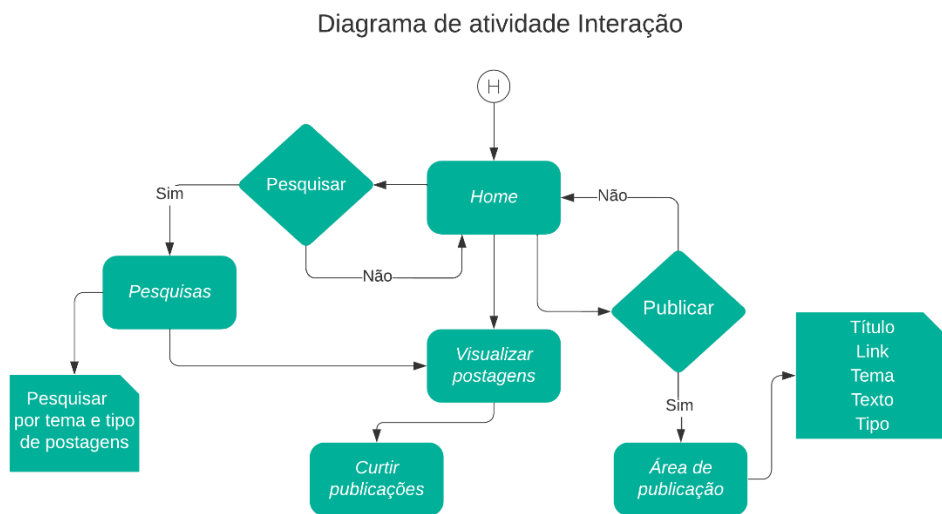 Diagrama de atividade Interação
H
Pesquisar
Home
Não
Sim
Não
Pesquisas
Publicar
Título
Link
Tema
Texto
Tipo
Visualizar
postagens
Pesquisar
por tema e tipo
de postagens
Sim
Curtir
publicações
Área de
publicação